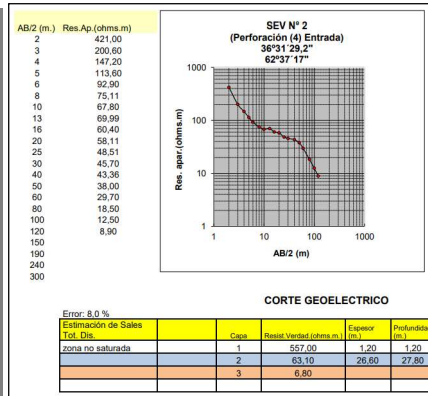 AB/2 (m.) Res.Ap.(ohms.m)
2 421,00
3 200,60
4 147,20
5 113,60
6 92,90
8 75,11
10 67,80
13 69,99
16 60,40
20 58,11
25 48,51
30 45,70
40 43,36
50 38,00
60 29,70
80 18,50
100 12,50
120 8,90
150
190
240
300
SEV N° 2
(Perforación (4) Entrada)
36º31´29,2"
62º37´17"
1000
100
10
1
1 10 100 1000
Res. apar.(ohms.m)
AB/2 (m)
CORTE GEOELECTRICO
Error: 8,0 %
Estimación de Sales
Tot. Dis. Capa Resist.Verdad.(ohms.m.) Espesor (m.) Profundida (m.)
zona no saturada 1 557,00 1,20 1,20
2 63,10 26,60 27,80
3 6,80